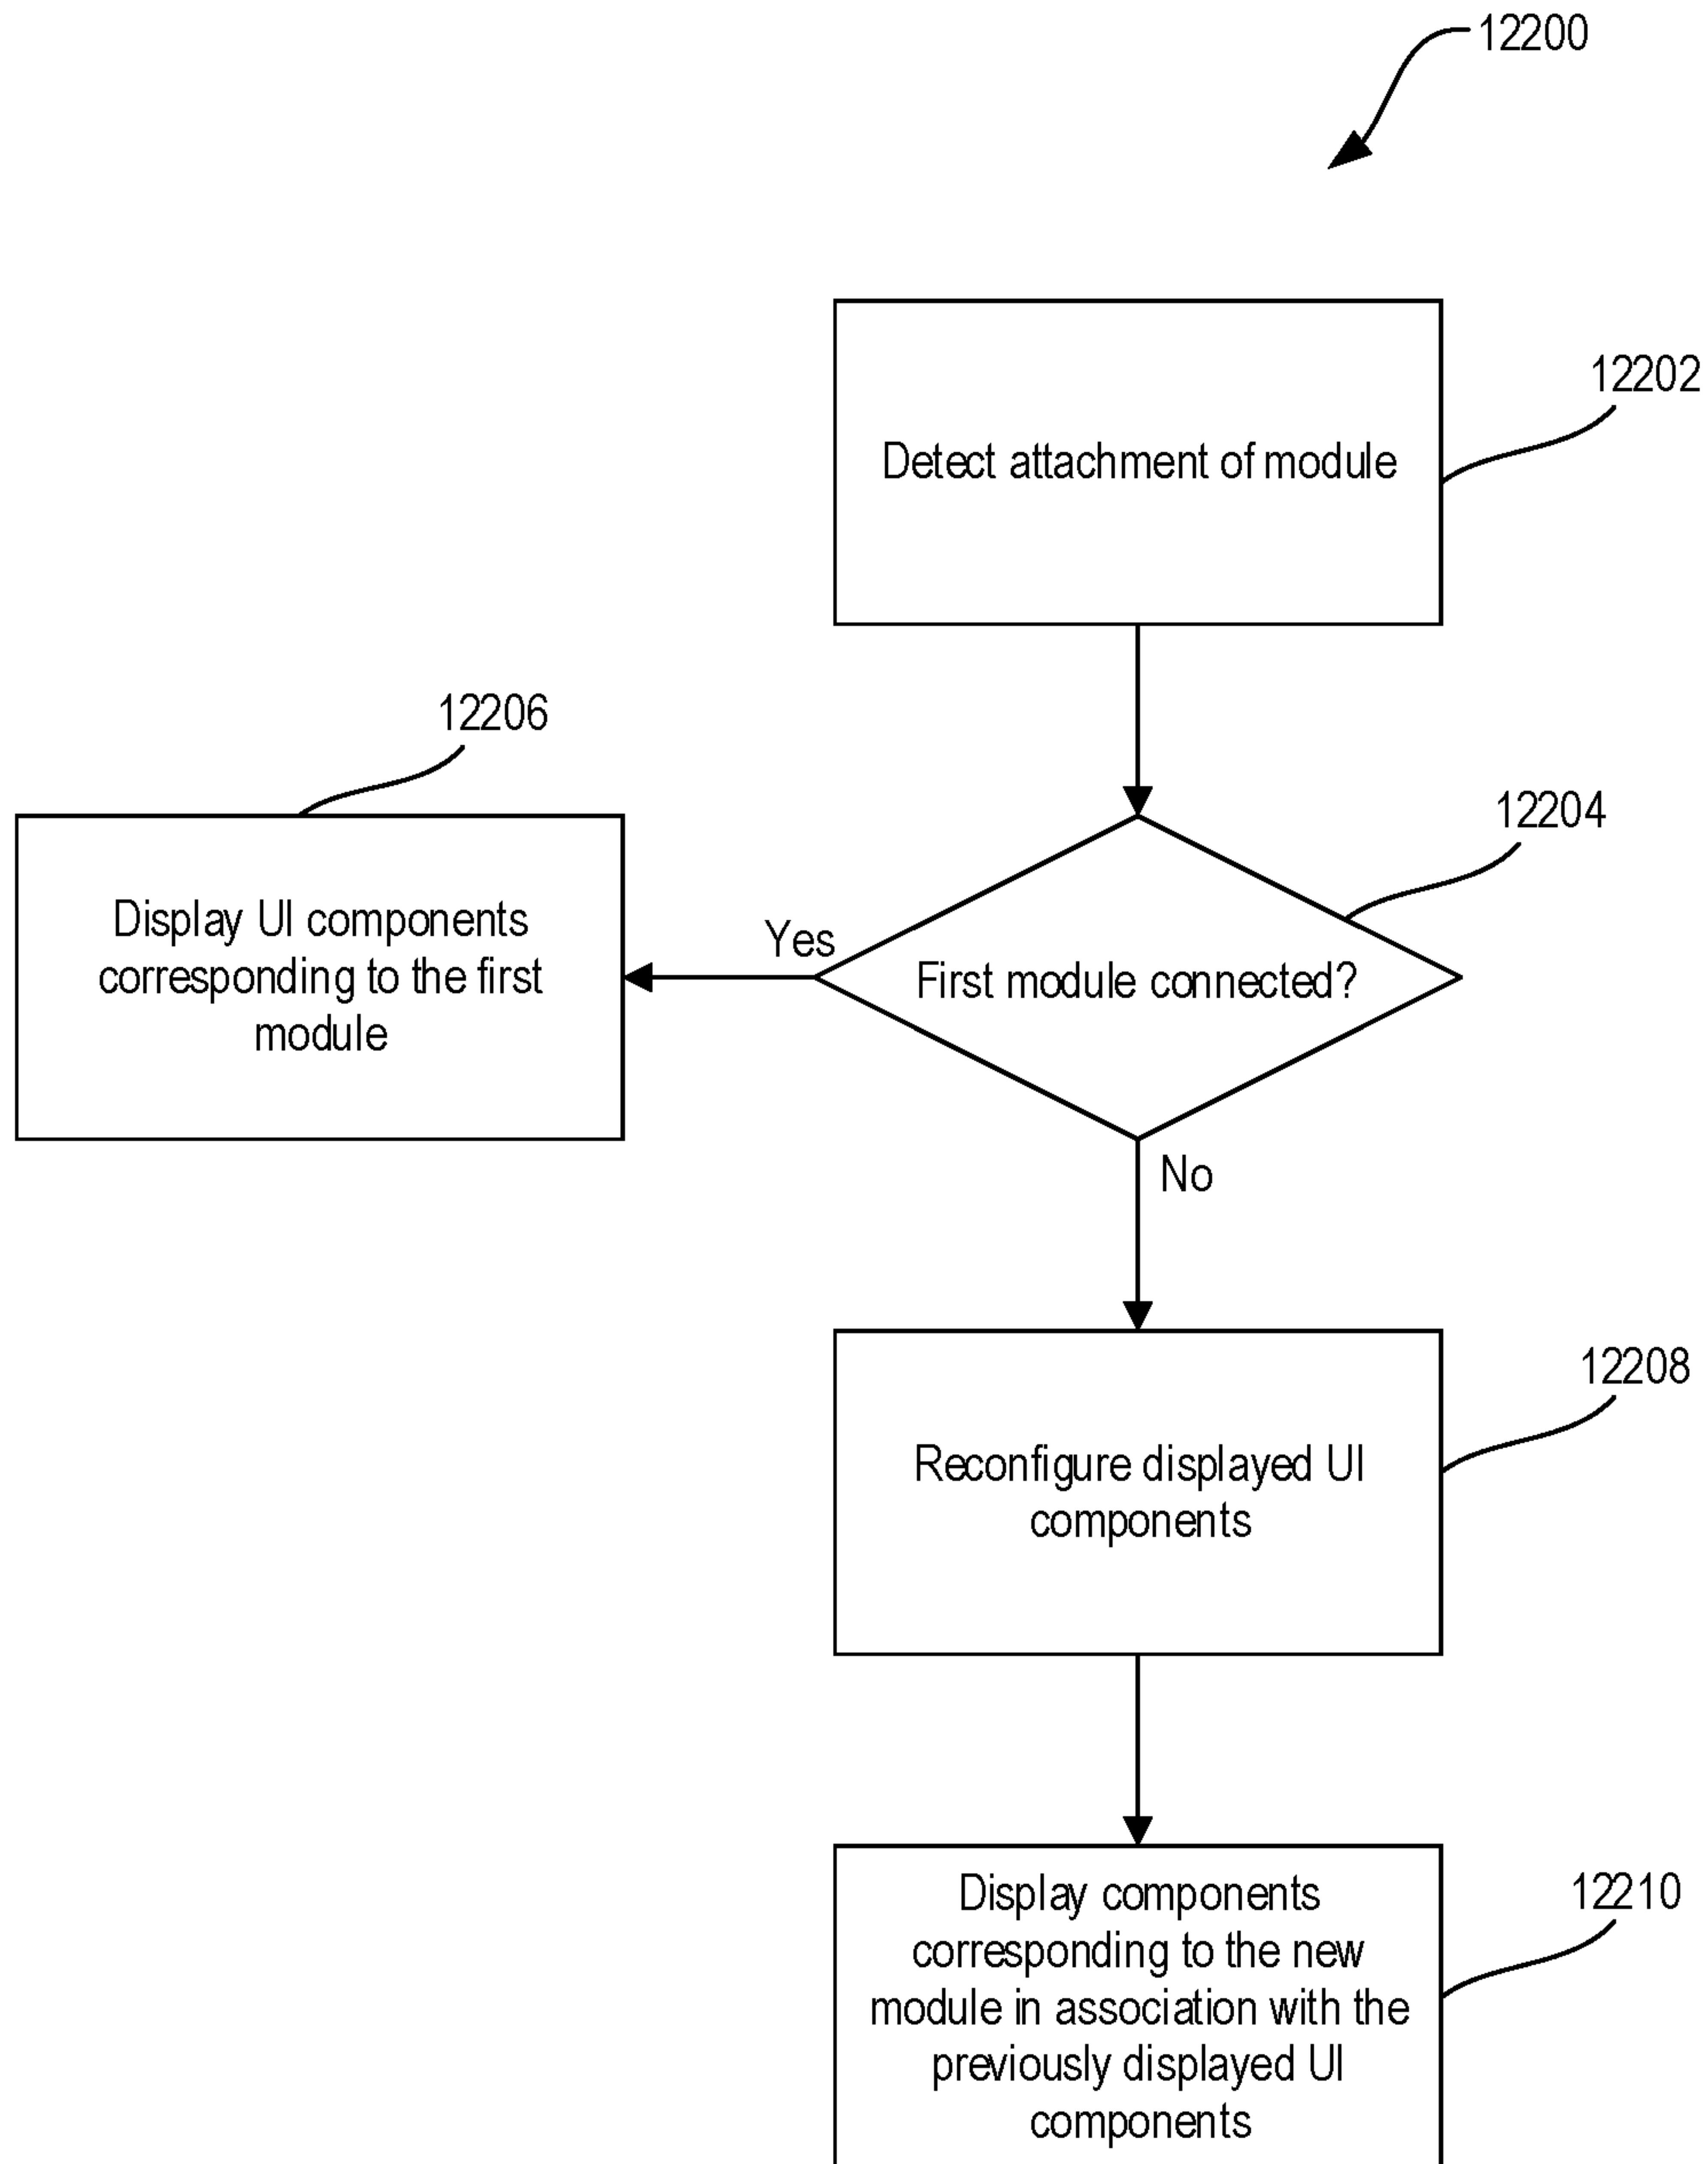 12200
12202
Detect attachment of module
12206
12204
Display UI components
corresponding to the first
module
Yes
First module connected?
No
12208
Reconfigure displayed UI
components
12210
Display components
corresponding to the new
module in association with the
previously displayed UI
components